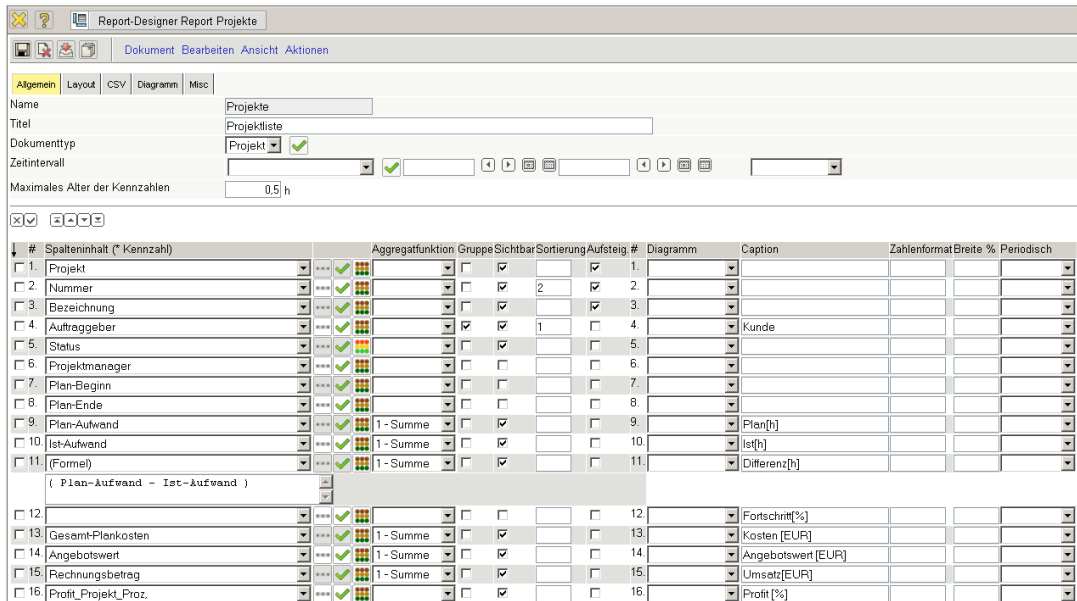 Report-Designer Report Projekte
Dokument Bearbeiten Ansicht Aktionen
Allgemein Layout CSV Diagramm Misc
Name Projekte
Titel Projektliste
Dokumenttyp Projekt
Zeitintervall
Maximales Alter der Kennzahlen 0,5 h
# Spalteninhalt (* Kennzahl) Aggregatfunktion Gruppe Sichtbar Sortierung Aufsteig. # Diagramm Caption Zahlenformat Breite % Periodisch
1. Projekt 1.
2. Nummer 2 2.
3. Bezeichnung 3.
4. Auftraggeber 1 4. Kunde
5. Status 5.
6. Projektmanager 6.
7. Plan-Beginn 7.
8. Plan-Ende 8.
9. Plan-Aufwand 1 - Summe 9. Plan[h]
10. Ist-Aufwand 1 - Summe 10. Ist[h]
11. (Formel) 1 - Summe 11. Differenz[h]
( Plan-Aufwand - Ist-Aufwand )
12. 12. Fortschritt[%]
13. Gesamt-Plankosten 1 - Summe 13. Kosten [EUR]
14. Angebotswert 1 - Summe 14. Angebotswert [EUR]
15. Rechnungsbetrag 1 - Summe 15. Umsatz[EUR]
16. Profit_Projekt_Proz, 16. Profit [%]